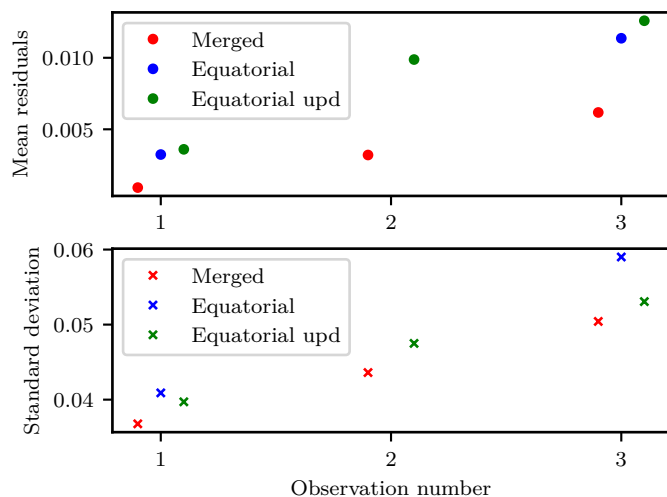 Mean residuals
0.010
0.005
Merged
Equatorial
Equatorial upd
1 2 3
Standard deviation
0.06
0.05
0.04
Merged
Equatorial
Equatorial upd
1 2 3
Observation number